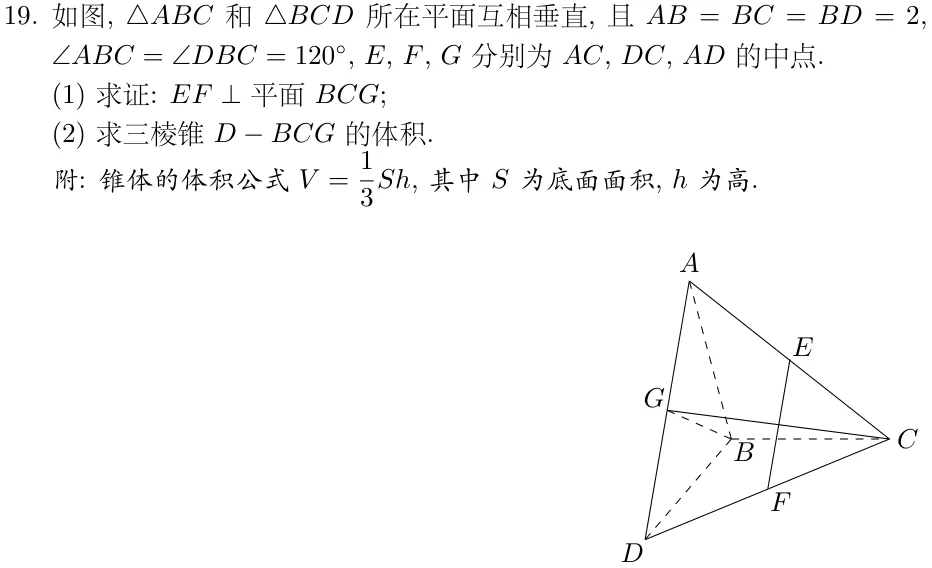 19. 如图, △ABC 和 △BCD 所在平面互相垂直, 且 AB = BC = BD = 2,
∠ABC = ∠DBC = 120°, E, F, G 分别为 AC, DC, AD 的中点.
(1) 求证: EF ⊥ 平面 BCG;
(2) 求三棱锥 D − BCG 的体积.
附: 锥体的体积公式 V = 1/3 Sh, 其中 S 为底面面积, h 为高.
A
E
G
B
C
F
D